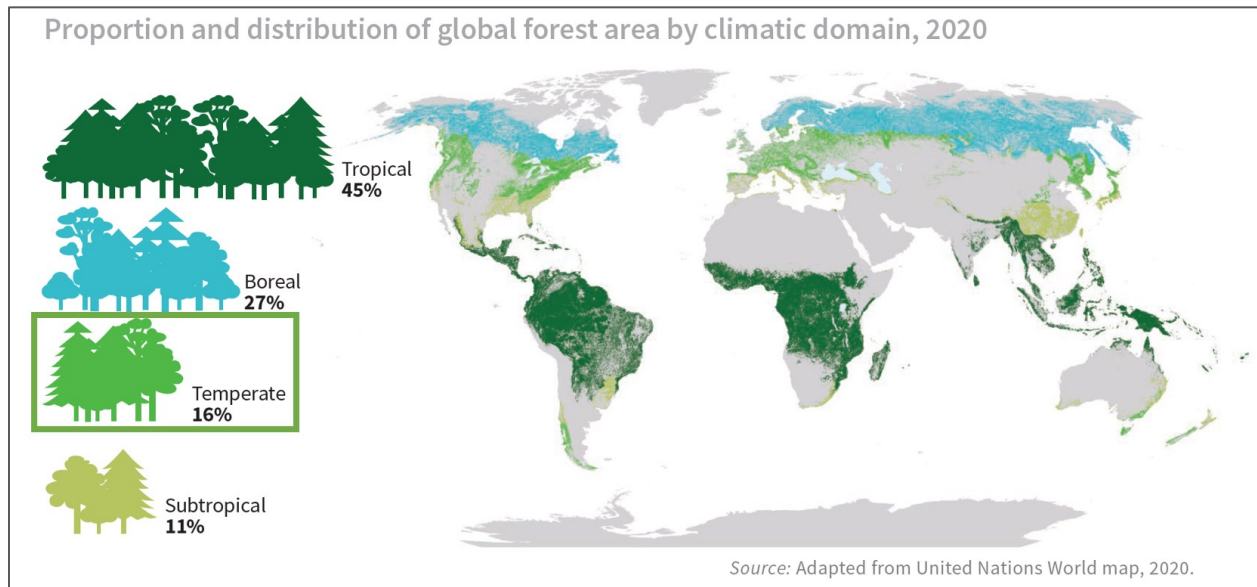 Proportion and distribution of global forest area by climatic domain, 2020
Tropical
45%
Boreal
27%
Temperate
16%
Subtropical
11%
Source: Adapted from United Nations World map, 2020.